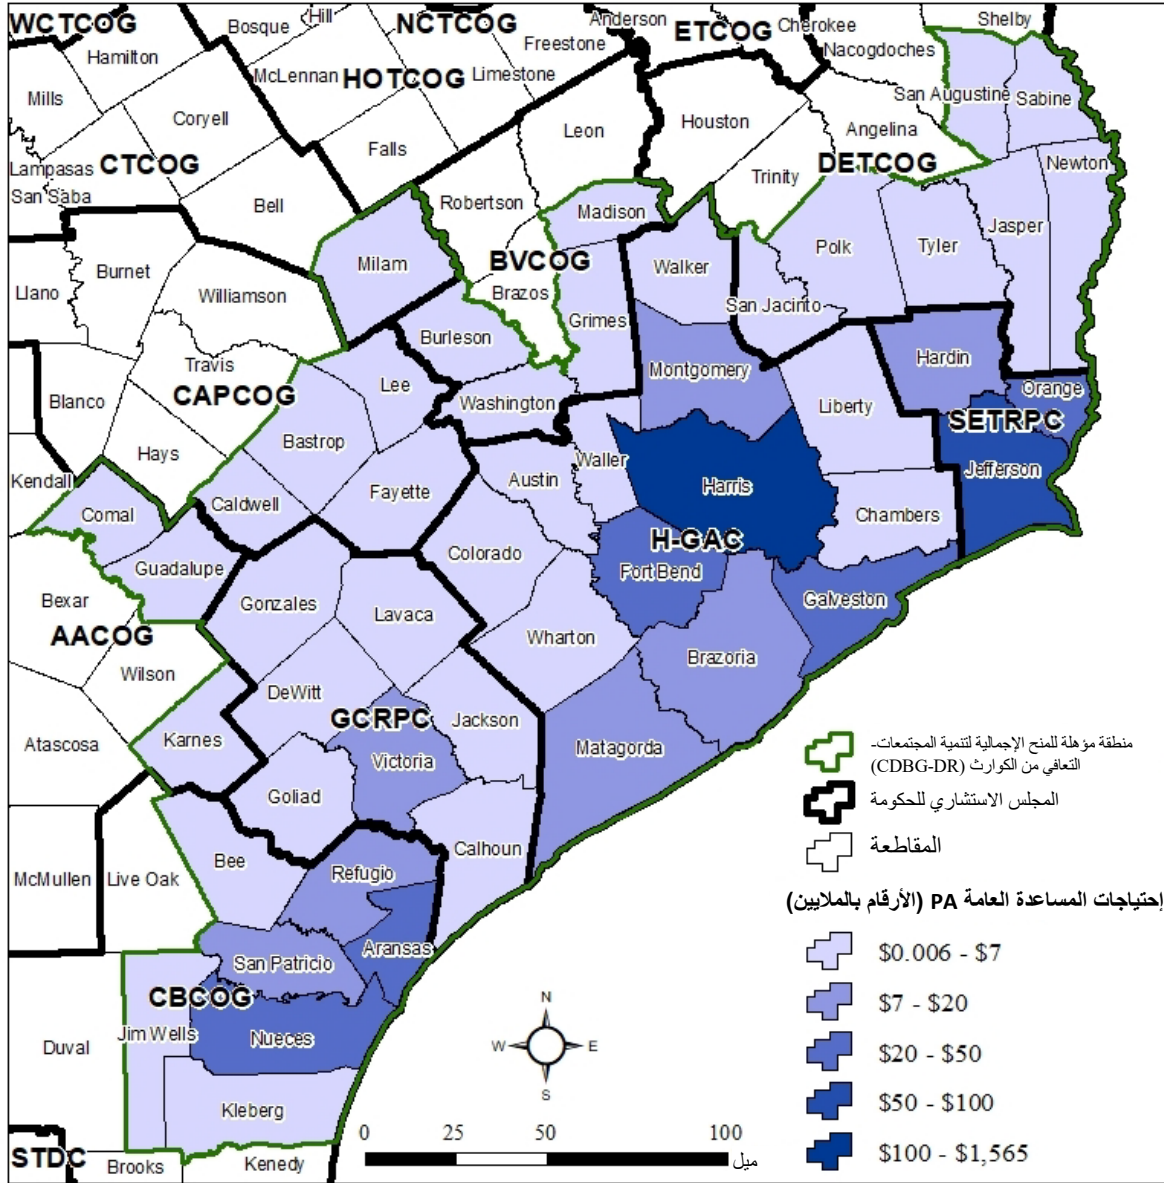 WCTCOG
Hill
Bosque
NCTCOG
Anderson
ETCOG
Cherokee
Shelby
Hamilton
Freestone
Nacogdoches
McLennan
HOTCOG
Limestone
Mills
San Augustine
Sabine
Coryell
Leon
Houston
Angelina
Falls
Lampasas
CTCOG
DETCOG
Newton
San Saba
Trinity
Bell
Robertson
Madison
Jasper
Polk
Tyler
Burnet
Milam
BVCOG
Walker
Llano
Williamson
Brazos
San Jacinto
Grimes
Burleson
Hardin
Travis
Montgomery
Lee
Orange
CAPCOG
Blanco
Washington
Liberty
SETRPC
Bastrop
Hays
Waller
Jefferson
Kendall
Austin
Harris
Caldwell
Fayette
Comal
Chambers
H-GAC
Colorado
Guadalupe
Fort Bend
Bexar
Gonzales
Lavaca
Galveston
AACOG
Wharton
Brazoria
Wilson
DeWitt
GCRPC
Jackson
Karnes
Atascosa
Matagorda
Victoria
Goliad
Calhoun
Bee
Refugio
McMullen
Live Oak
Aransas
San Patricio
CBCOG
Jim Wells
Nueces
Duval
Kleberg
STDC
Brooks
Kenedy
منطقة مؤهلة للمنح الإجمالية لتنمية المجتمعات-
التعافي من الكوارث (CDBG-DR)
المجلس الاستشاري للحكومة
المقاطعة
إحتياجات المساعدة العامة PA (الأرقام بالملايين)
$0.006 - $7
$7 - $20
$20 - $50
$50 - $100
$100 - $1,565
N
W E
S
0 25 50 100
ميل